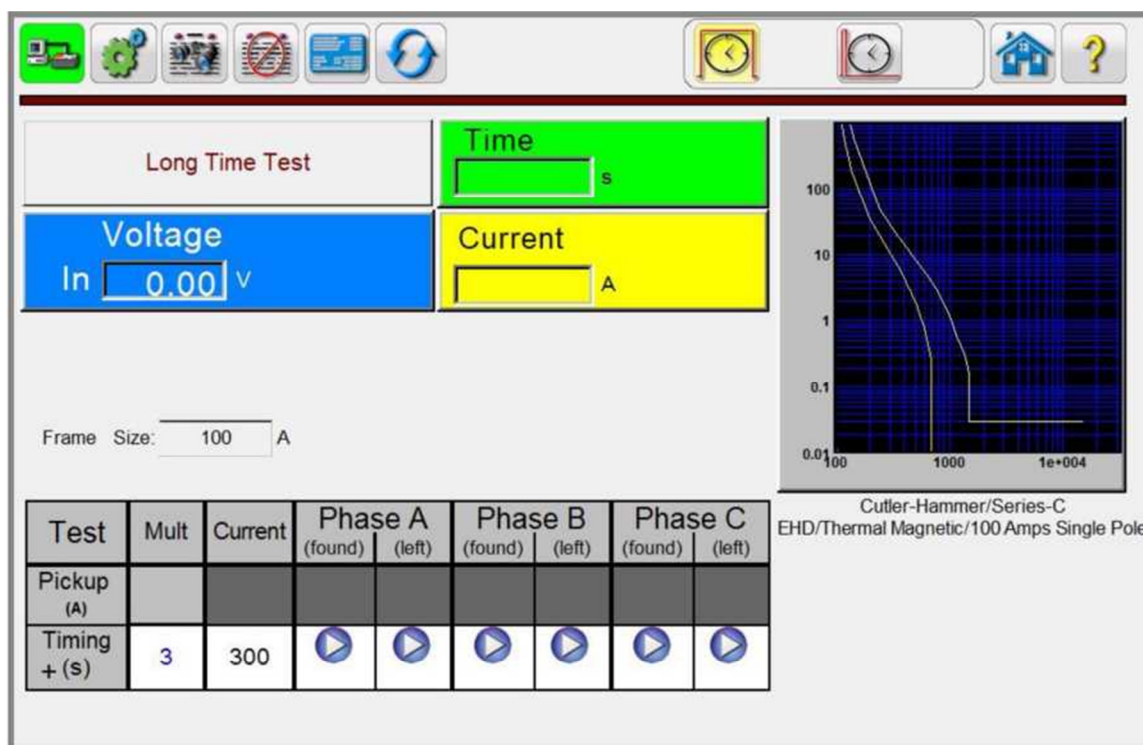 Long Time Test
Time
s
Voltage
In 0.00 V
Current
A
Frame Size: 100 A
100
10
1
0.1
0.01
100 1000 1e+004
Cutler-Hammer/Series-C
EHD/Thermal Magnetic/100 Amps Single Pole
Test Mult Current Phase A Phase B Phase C
(found) (left) (found) (left) (found) (left)
Pickup
(A)
Timing
+ (s) 3 300
?